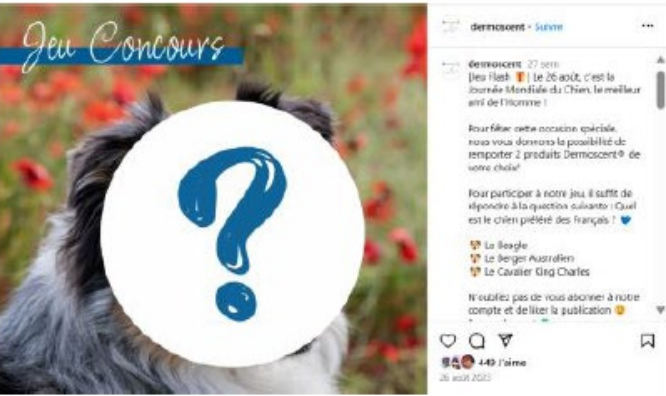 Jeu Concours
?
dermoscent • Suivre
dermoscent 27 sem
[Jeu Flash 🎁] Le 26 août, c'est la
Journée Mondiale du Chien, le meilleur
ami de l'Homme !
Pour fêter cette occasion spéciale,
nous vous donnons la possibilité de
remporter 2 produits Dermoscent® de
votre choix!
Pour participer à notre jeu, il suffit de
répondre à la question suivante : Quel
est le chien préféré des Français ? 💙
🐶 Le Beagle
🐶 Le Berger Australien
🐶 Le Cavalier King Charles
N'oubliez pas de vous abonner à notre
compte et de liker la publication 😊
J'aime
26 août 2023